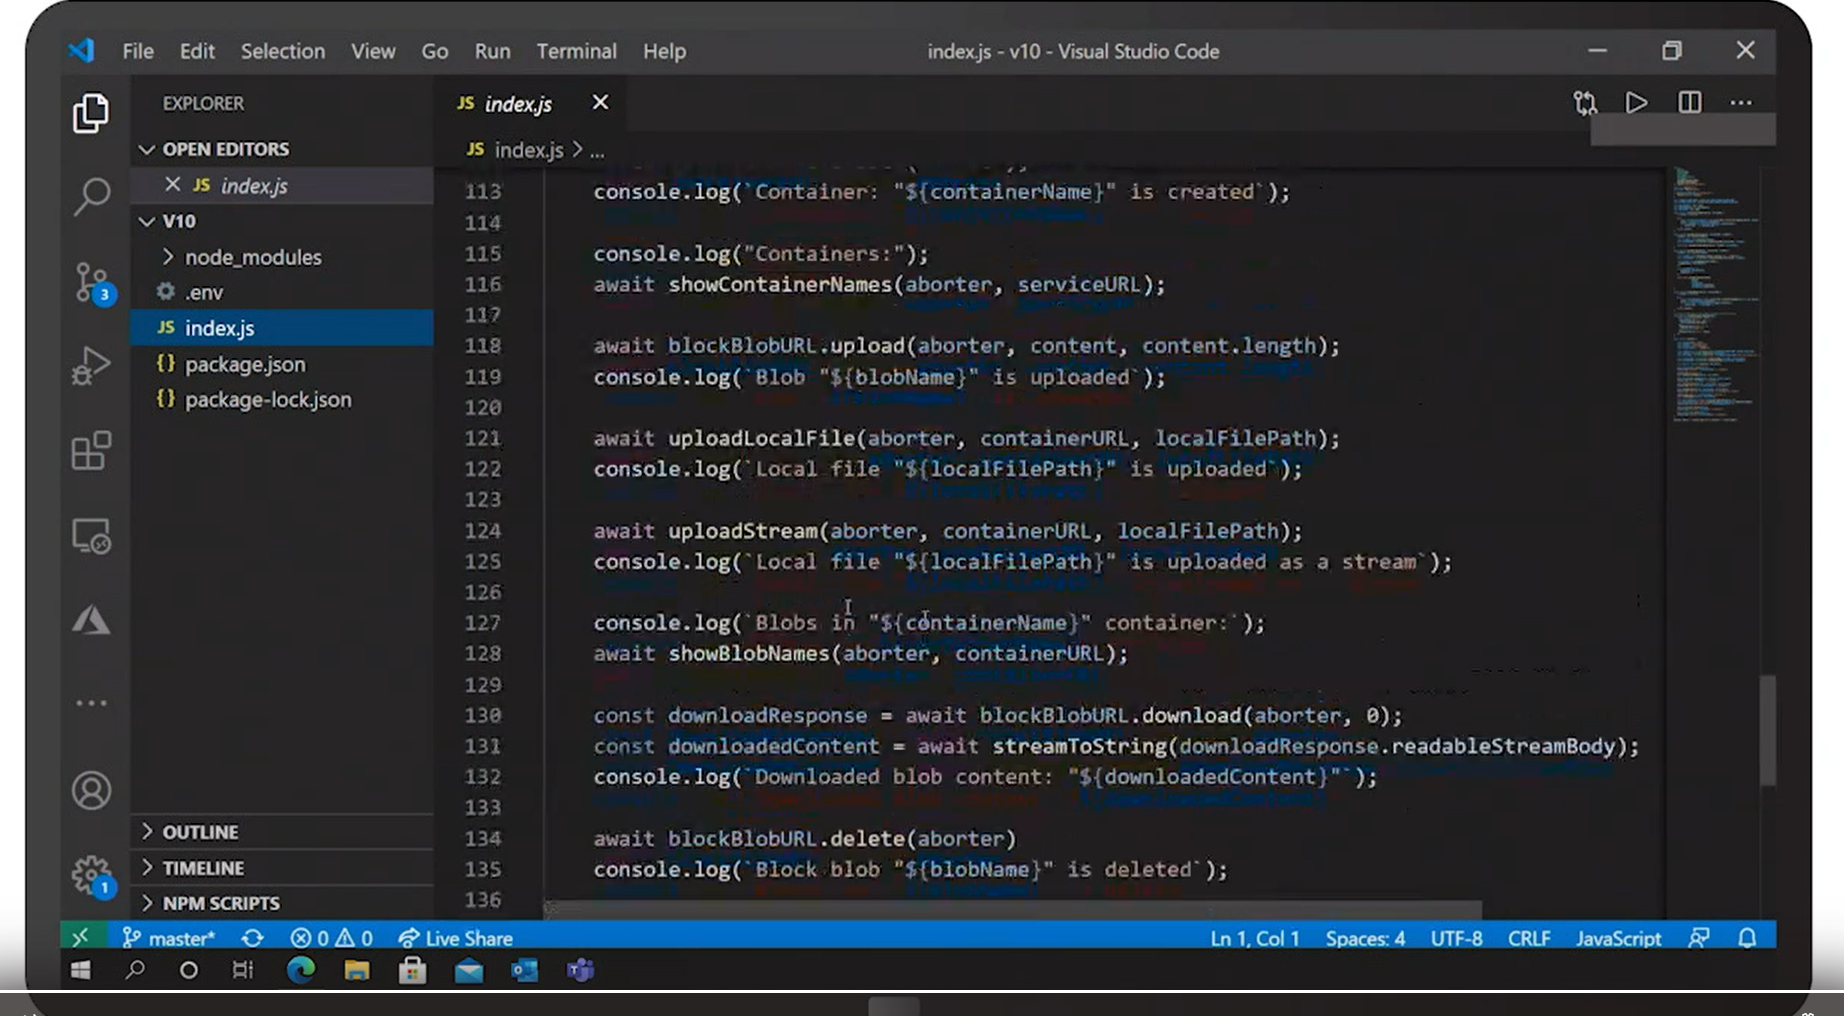 File Edit Selection View Go Run Terminal Help
index.js - v10 - Visual Studio Code
EXPLORER
OPEN EDITORS
JS index.js
V10
node_modules
.env
JS index.js
{} package.json
{} package-lock.json
OUTLINE
TIMELINE
NPM SCRIPTS
3
1
JS index.js
JS index.js > ...
113 console.log(`Container: "${containerName}" is created`);
114
115 console.log("Containers:");
116 await showContainerNames(aborter, serviceURL);
117
118 await blockBlobURL.upload(aborter, content, content.length);
119 console.log(`Blob "${blobName}" is uploaded`);
120
121 await uploadLocalFile(aborter, containerURL, localFilePath);
122 console.log(`Local file "${localFilePath}" is uploaded`);
123
124 await uploadStream(aborter, containerURL, localFilePath);
125 console.log(`Local file "${localFilePath}" is uploaded as a stream`);
126
127 console.log(`Blobs in "${containerName}" container:`);
128 await showBlobNames(aborter, containerURL);
129
130 const downloadResponse = await blockBlobURL.download(aborter, 0);
131 const downloadedContent = await streamToString(downloadResponse.readableStreamBody);
132 console.log(`Downloaded blob content: "${downloadedContent}"`);
133
134 await blockBlobURL.delete(aborter)
135 console.log(`Block blob "${blobName}" is deleted`);
136
master* 0 0 Live Share
Ln 1, Col 1 Spaces: 4 UTF-8 CRLF JavaScript